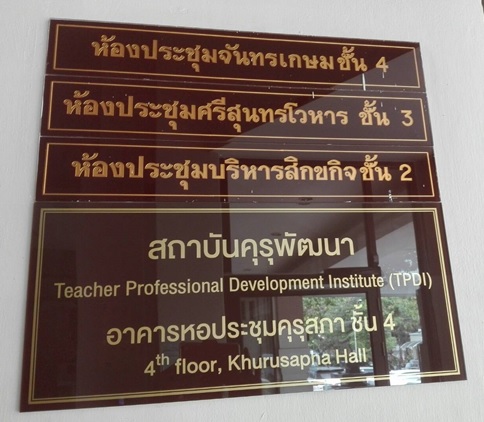 ห้องประชุมจันทรเกษมชั้น 4
ห้องประชุมศรีสุนทรโวหาร ชั้น 3
ห้องประชุมบริหารสิกขกิจชั้น 2
สถาบันคุรุพัฒนา
Teacher Professional Development Institute (TPDI)
อาคารหอประชุมคุรุสภา ชั้น 4
4th floor, Khurusapha Hall